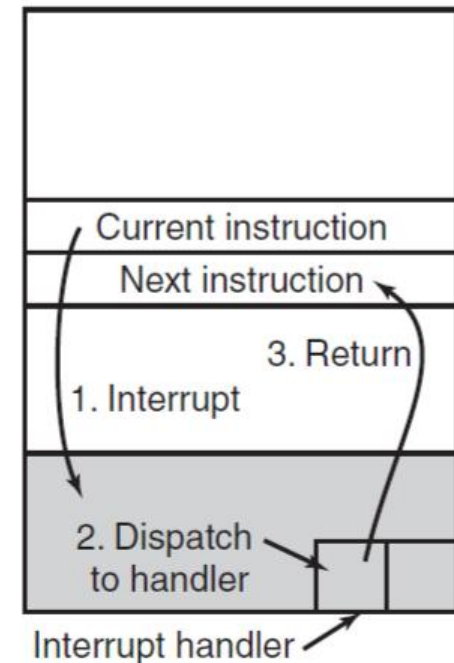 Current instruction
Next instruction
3. Return
1. Interrupt
2. Dispatch
to handler
Interrupt handler